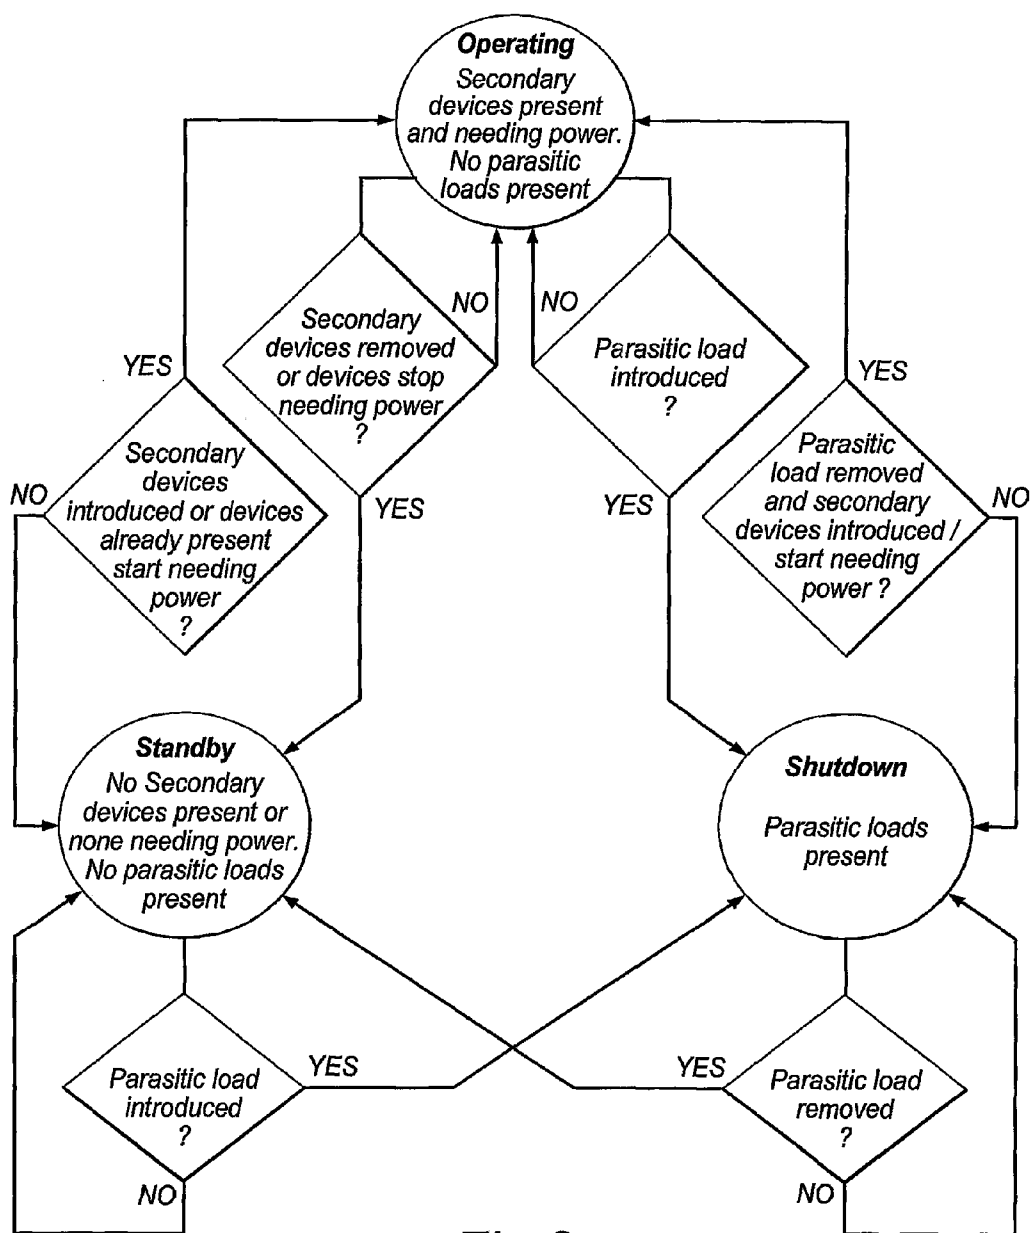 Operating
Secondary
devices present
and needing power.
No parasitic
loads present
NO
NO
Secondary
devices removed
or devices stop
needing power
?
Parasitic load
introduced
?
YES
YES
Secondary
devices
introduced or devices
already present
start needing
power
?
NO
YES
YES
Parasitic
load removed
and secondary
devices introduced /
start needing
power ?
NO
Standby
No Secondary
devices present or
none needing power.
No parasitic loads
present
Shutdown
Parasitic loads
present
YES
YES
Parasitic load
introduced
?
Parasitic load
removed
?
NO
NO